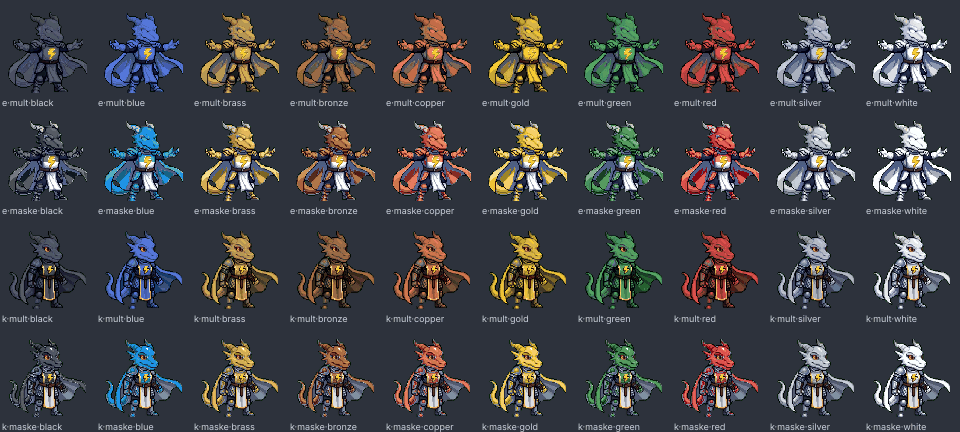 e-mult-black e-mult-blue e-mult-brass e-mult-bronze e-mult-copper e-mult-gold e-mult-green e-mult-red e-mult-silver e-mult-white
e-maske-black e-maske-blue e-maske-brass e-maske-bronze e-maske-copper e-maske-gold e-maske-green e-maske-red e-maske-silver e-maske-white
k-mult-black k-mult-blue k-mult-brass k-mult-bronze k-mult-copper k-mult-gold k-mult-green k-mult-red k-mult-silver k-mult-white
k-maske-black k-maske-blue k-maske-brass k-maske-bronze k-maske-copper k-maske-gold k-maske-green k-maske-red k-maske-silver k-maske-white